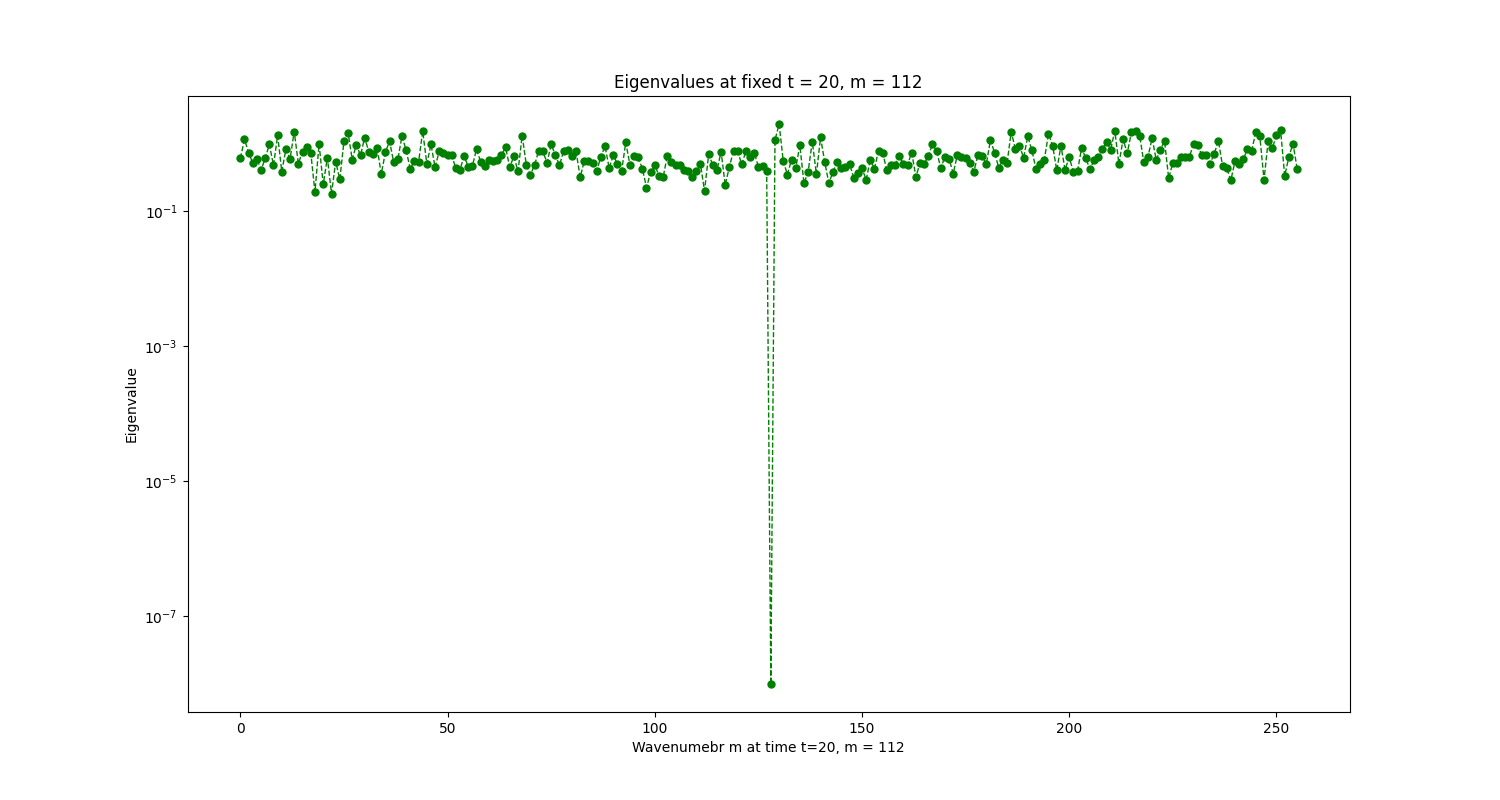 Eigenvalues at fixed t = 20, m = 112
Eigenvalue
10⁻¹
10⁻³
10⁻⁵
10⁻⁷
0 50 100 150 200 250
Wavenumebr m at time t=20, m = 112